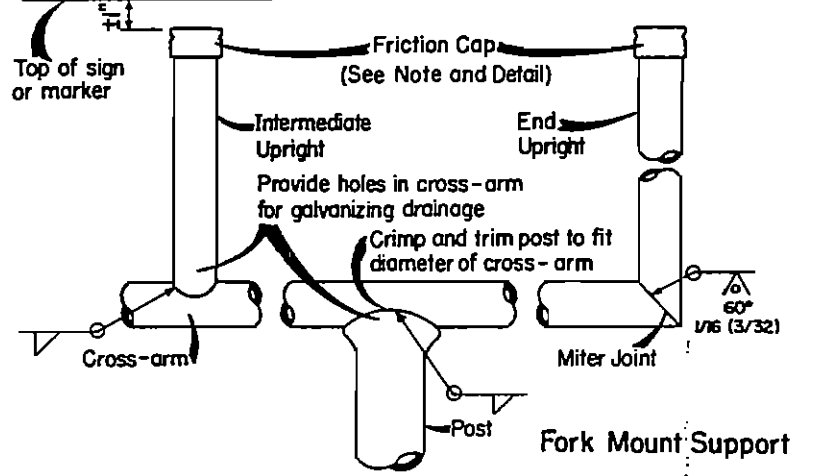 Top of sign
or marker
Friction Cap
(See Note and Detail)
Intermediate
Upright
End
Upright
Provide holes in cross-arm
for galvanizing drainage
Crimp and trim post to fit
diameter of cross-arm
60°
1/16 (3/32)
Cross-arm
Miter Joint
Post
Fork Mount Support